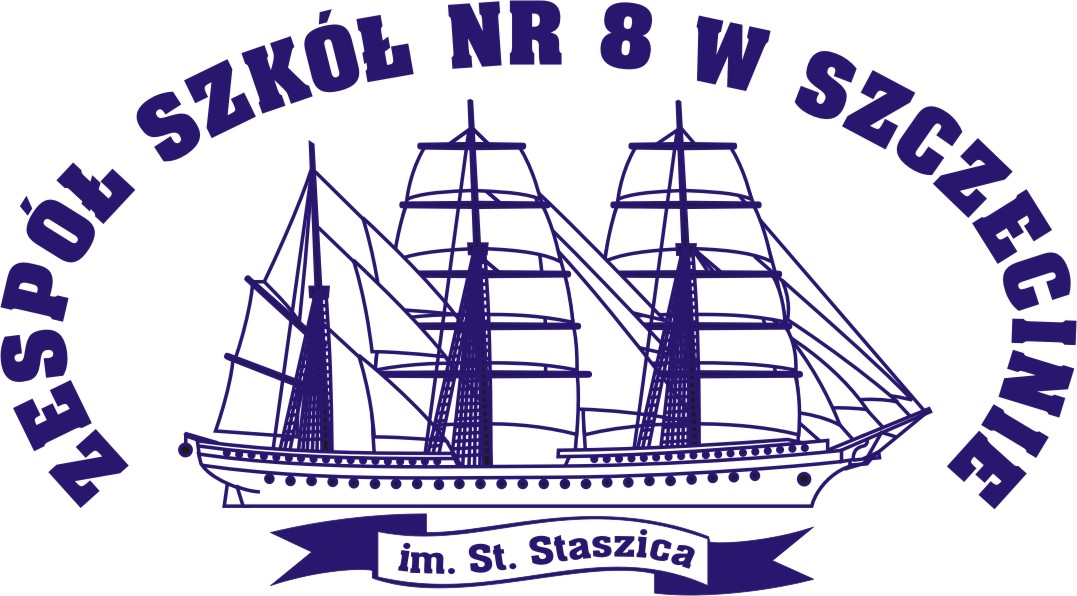 ZESPÓŁ SZKÓŁ NR 8 W SZCZECINIE
im. St. Staszica